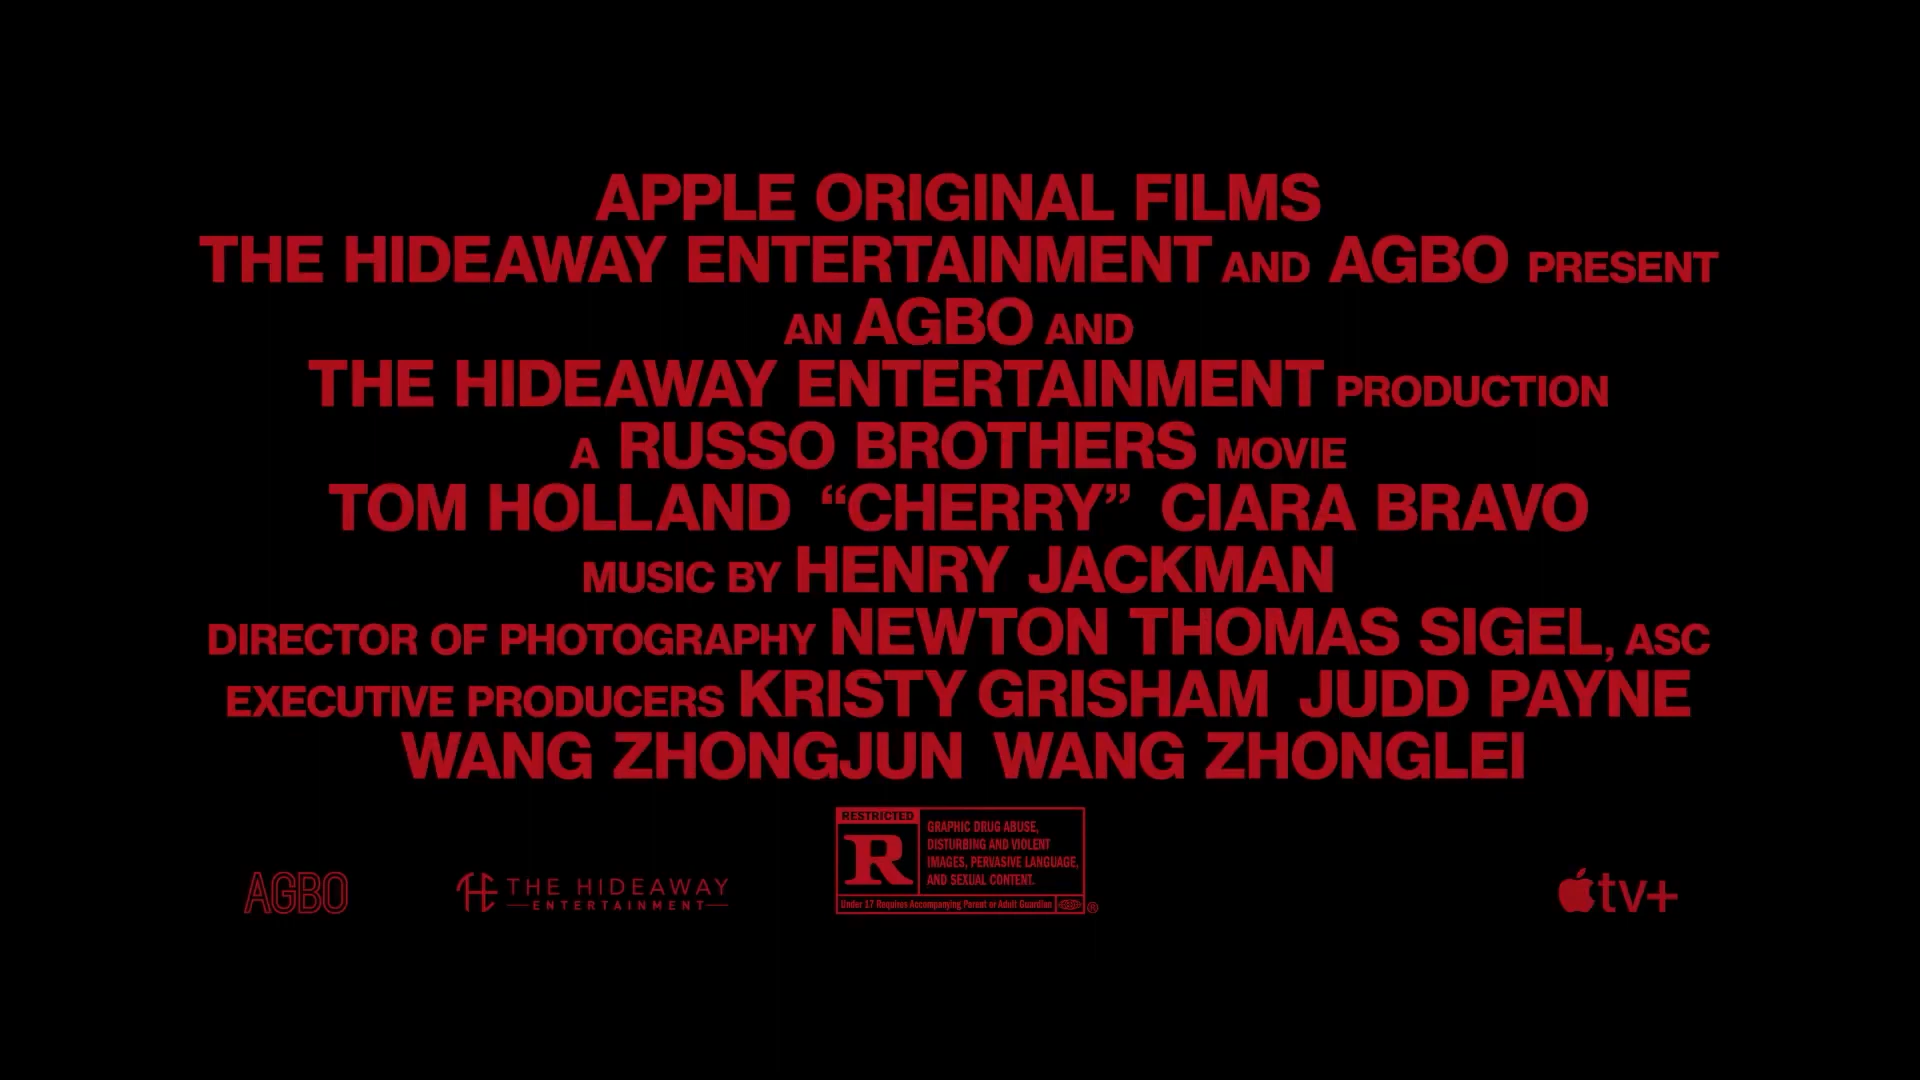 APPLE ORIGINAL FILMS
THE HIDEAWAY ENTERTAINMENT AND AGBO PRESENT
AN AGBO AND
THE HIDEAWAY ENTERTAINMENT PRODUCTION
A RUSSO BROTHERS MOVIE
TOM HOLLAND “CHERRY” CIARA BRAVO
MUSIC BY HENRY JACKMAN
DIRECTOR OF PHOTOGRAPHY NEWTON THOMAS SIGEL, ASC
EXECUTIVE PRODUCERS KRISTY GRISHAM JUDD PAYNE
WANG ZHONGJUN WANG ZHONGLEI
AGBO
THE HIDEAWAY
ENTERTAINMENT
RESTRICTED
R
GRAPHIC DRUG ABUSE,
DISTURBING AND VIOLENT
IMAGES, PERVASIVE LANGUAGE,
AND SEXUAL CONTENT.
Under 17 Requires Accompanying Parent or Adult Guardian
®
tv+